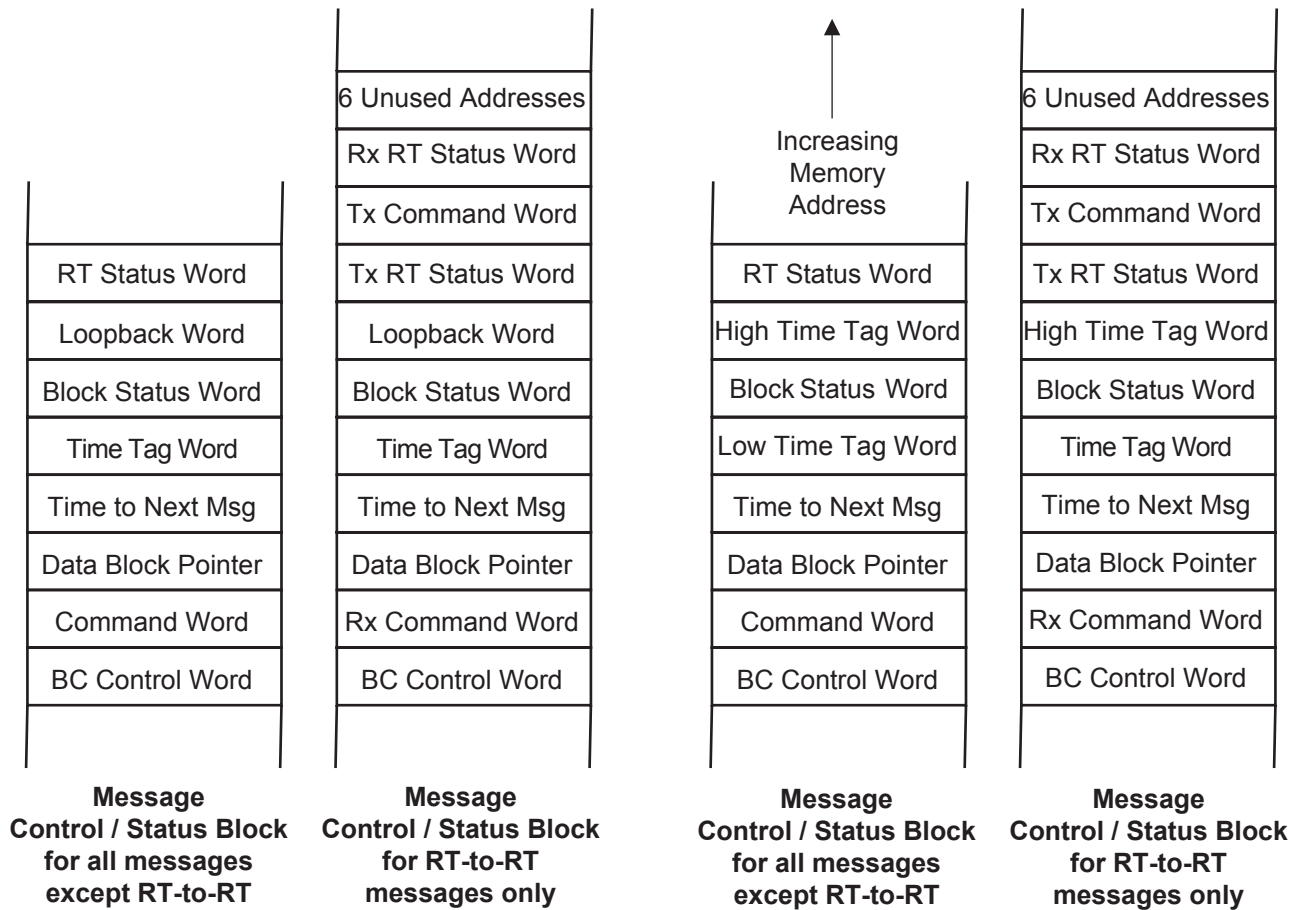 RT Status Word
Loopback Word
Block Status Word
Time Tag Word
Time to Next Msg
Data Block Pointer
Command Word
BC Control Word
Message
Control / Status Block
for all messages
except RT-to-RT
6 Unused Addresses
Rx RT Status Word
Tx Command Word
Tx RT Status Word
Loopback Word
Block Status Word
Time Tag Word
Time to Next Msg
Data Block Pointer
Rx Command Word
BC Control Word
Message
Control / Status Block
for RT-to-RT
messages only
Increasing
Memory
Address
RT Status Word
High Time Tag Word
Block Status Word
Low Time Tag Word
Time to Next Msg
Data Block Pointer
Command Word
BC Control Word
Message
Control / Status Block
for all messages
except RT-to-RT
6 Unused Addresses
Rx RT Status Word
Tx Command Word
Tx RT Status Word
High Time Tag Word
Block Status Word
Time Tag Word
Time to Next Msg
Data Block Pointer
Rx Command Word
BC Control Word
Message
Control / Status Block
for RT-to-RT
messages only